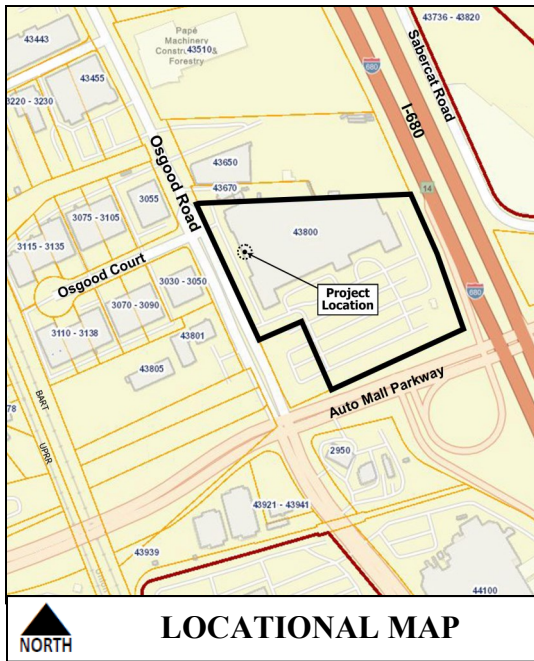 43736 - 43820
Papé
Machinery
Construction &
Forestry
43510
43443
43455
680
Sabercat Road
I-680
3220 - 3230
Osgood Road
43650
43670
14
3055
3075 - 3105
43800
3115 - 3135
Osgood Court
3030 - 3050
Project
Location
680
3070 - 3090
3110 - 3138
43801
43805
Auto Mall Parkway
BART
UPRR
2950
43921 - 43941
43939
44100
NORTH
LOCATIONAL MAP